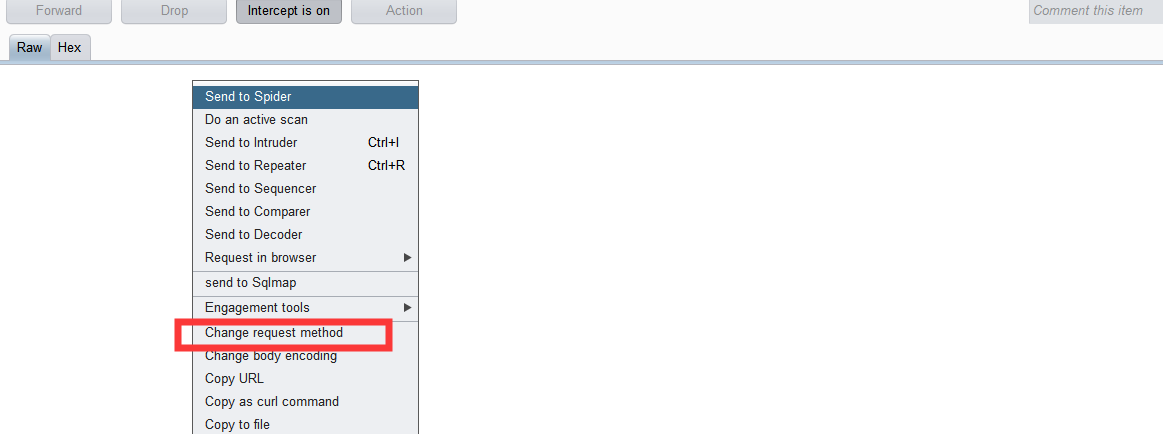 Forward Drop Intercept is on Action Comment this item
Raw Hex
Send to Spider
Do an active scan
Send to Intruder Ctrl+I
Send to Repeater Ctrl+R
Send to Sequencer
Send to Comparer
Send to Decoder
Request in browser
send to Sqlmap
Engagement tools
Change request method
Change body encoding
Copy URL
Copy as curl command
Copy to file